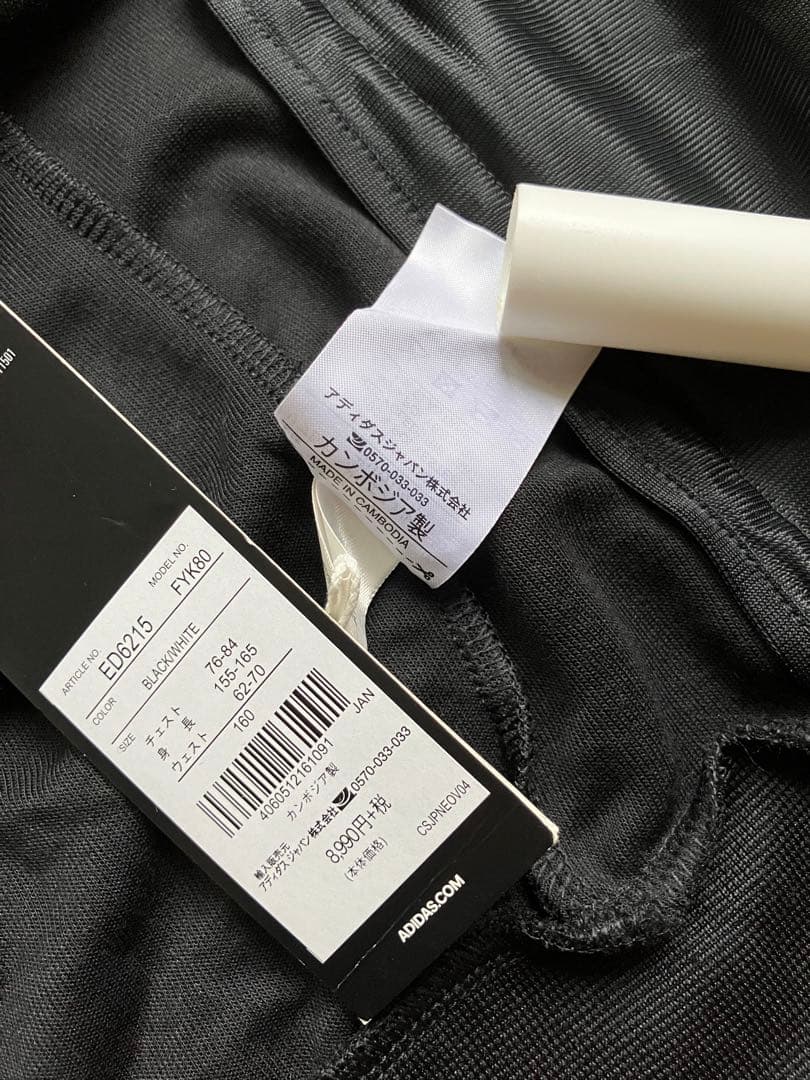 アディダスジャパン株式会社
0570-033-033
カンボジア製
MADE IN CAMBODIA
1501
ARTICLE NO. MODEL NO.
ED6215 FYK80
COLOR BLACK/WHITE
SIZE チェスト 76-84
身 長 155-165
ウェスト 62-70
160
JAN
4060512161091
カンボジア製
輸入販売元
アディダス ジャパン株式会社 0570-033-033
8,990円+税
(本体価格)
CSJPNEOV04
ADIDAS.COM